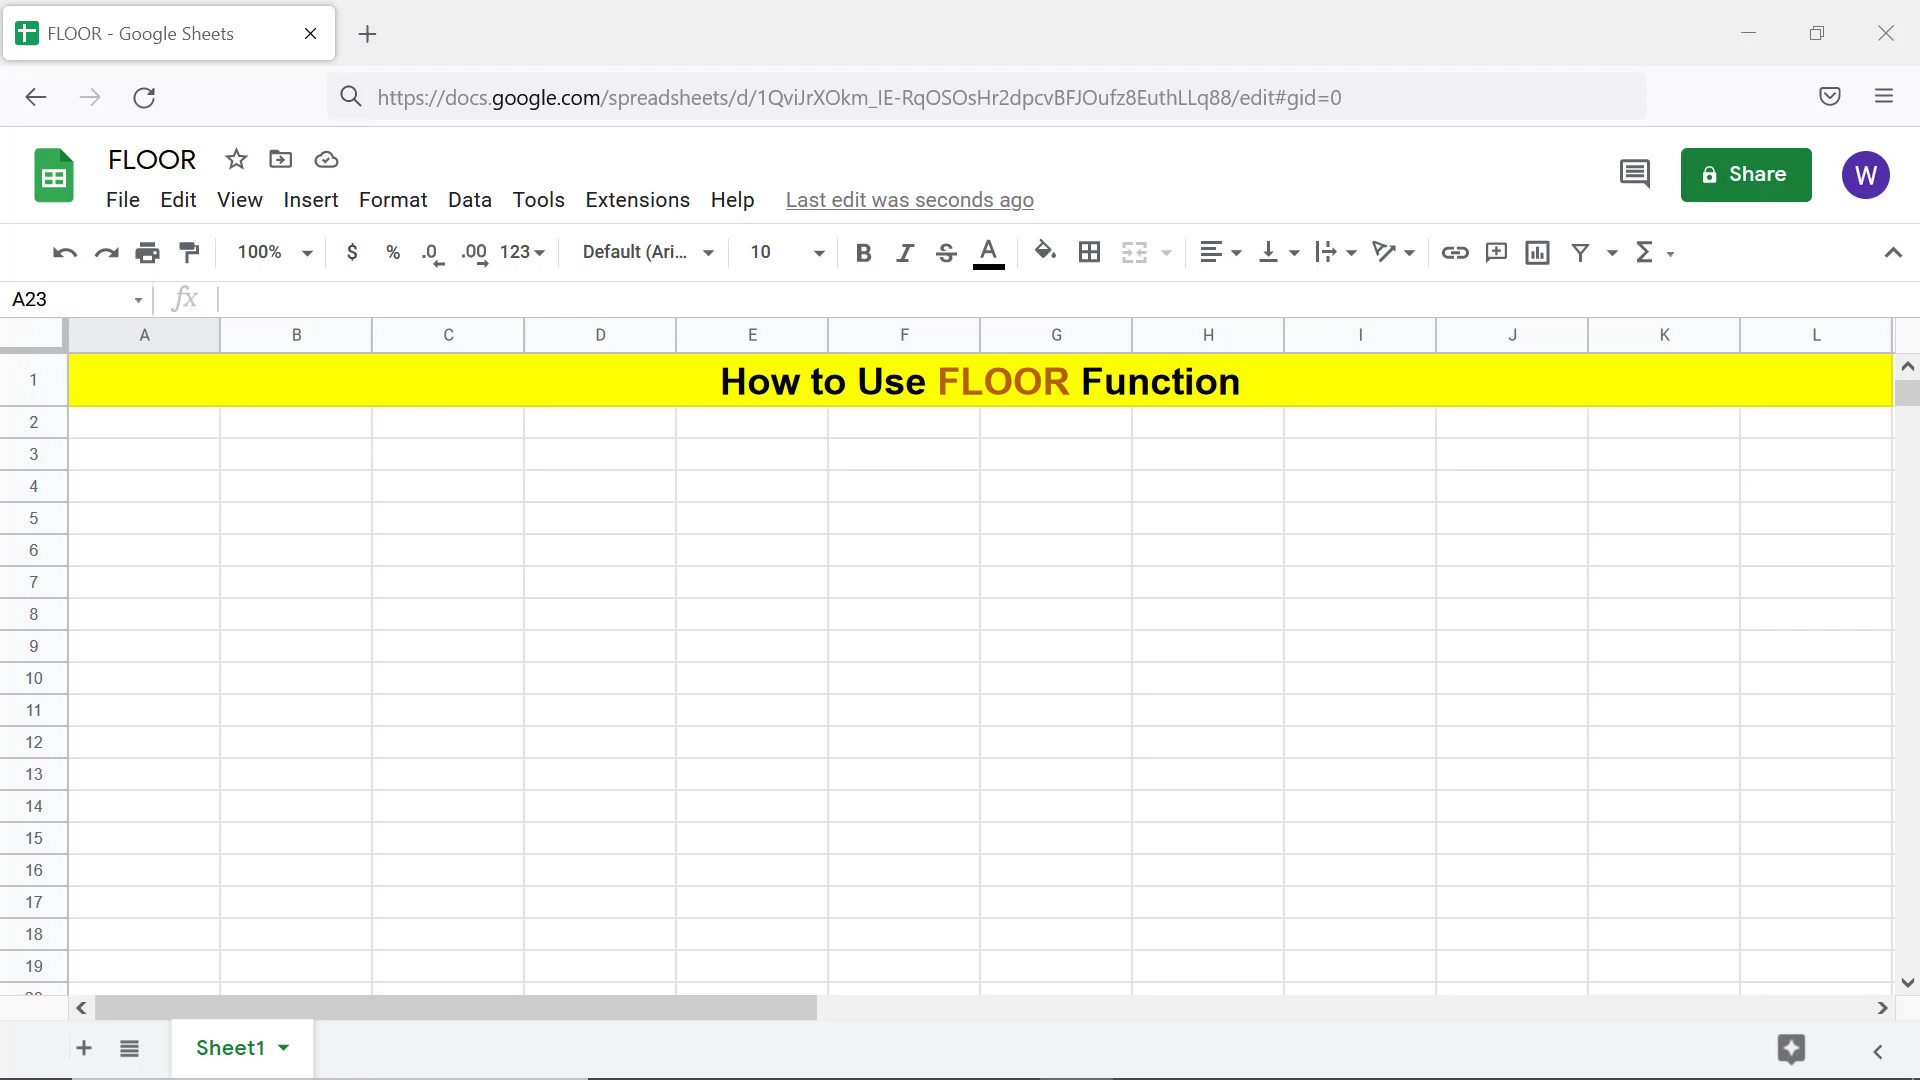 FLOOR - Google Sheets
https://docs.google.com/spreadsheets/d/1QviJrXOkm_IE-RqOSOsHr2dpcvBFJOufz8EuthLLq88/edit#gid=0
FLOOR
File Edit View Insert Format Data Tools Extensions Help Last edit was seconds ago
Share
W
100% $ % .0 .00 123 Default (Ari... 10 B I S A Σ
A23 fx
A B C D E F G H I J K L
1 How to Use FLOOR Function
2
3
4
5
6
7
8
9
10
11
12
13
14
15
16
17
18
19
Sheet1